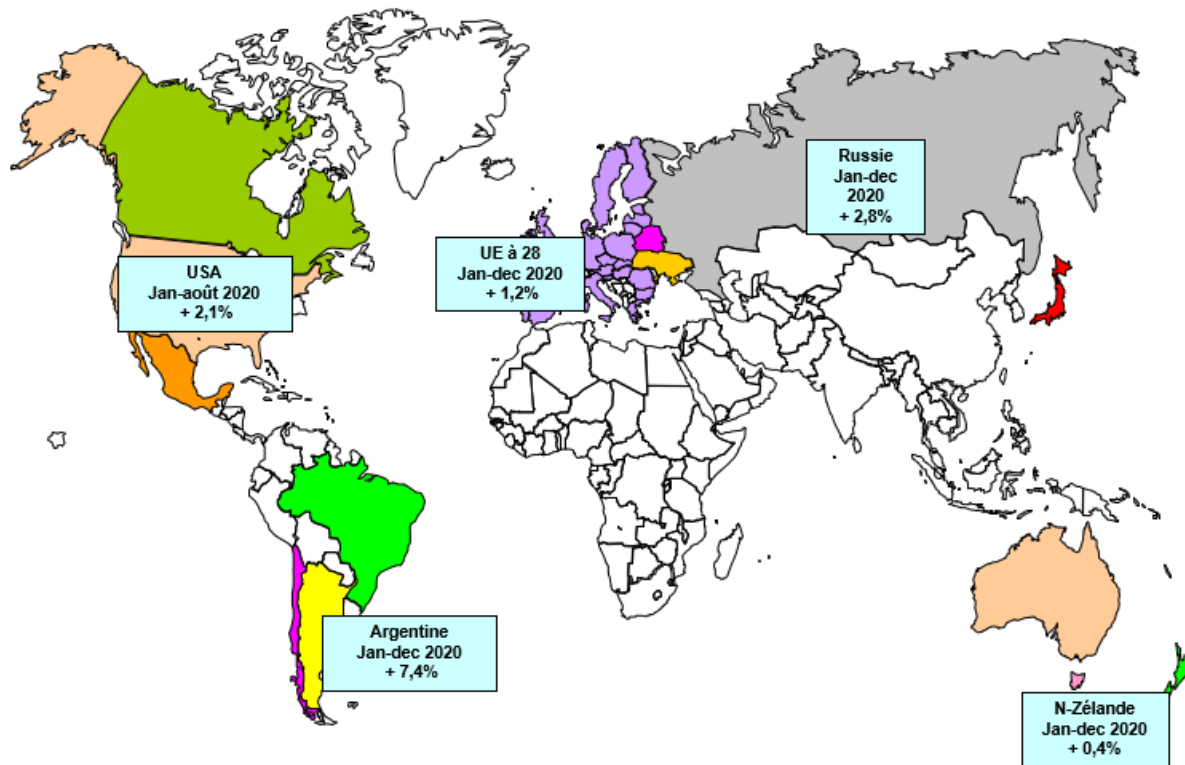 Russie
Jan-dec
2020
+ 2,8%
UE à 28
Jan-dec 2020
+ 1,2%
USA
Jan-août 2020
+ 2,1%
Argentine
Jan-dec 2020
+ 7,4%
N-Zélande
Jan-dec 2020
+ 0,4%